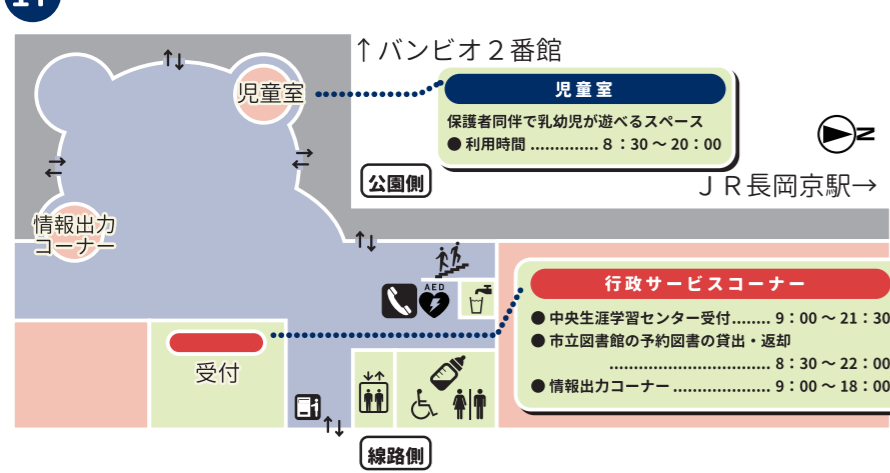 ↑バンビオ２番館
児童室
児童室
保護者同伴で乳幼児が遊べるスペース
● 利用時間 .............. 8：30 ～ 20：00
N
公園側
ＪＲ長岡京駅→
情報出力
コーナー
AED
行政サービスコーナー
● 中央生涯学習センター受付........ 9：00 ～ 21：30
● 市立図書館の予約図書の貸出・返却
.................................. 8：30 ～ 22：00
● 情報出力コーナー .................... 9：00 ～ 18：00
受付
線路側